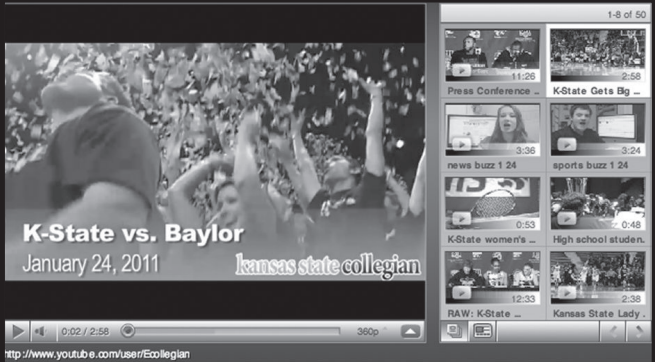 1-8 of 50
11:26
Press Conference ..
2:58
K-State Gets Big ...
3:36
news buzz 1 24
3:24
sports buzz 1 24
0:53
K-State women's ...
0:48
High school studen.
12:33
RAW: K-State ...
2:38
Kansas State Lady .
K-State vs. Baylor
January 24, 2011
kansas state collegian
0:02 / 2:58
360p
http://www.youtube.com/user/Ecollegian